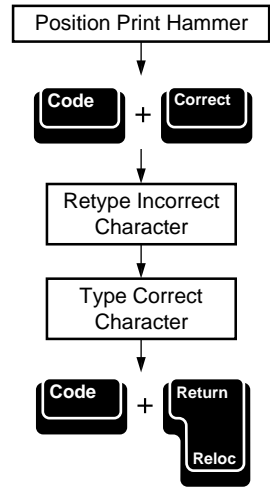 Position Print Hammer
Code + Correct
Retype Incorrect
Character
Type Correct
Character
Code + Return
Reloc